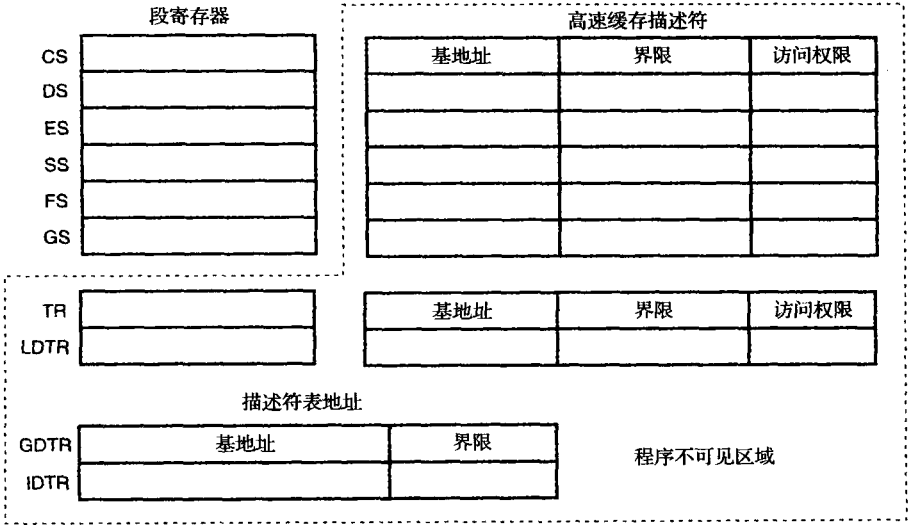 段寄存器
高速缓存描述符
CS
基地址 界限 访问权限
DS
ES
SS
FS
GS
TR
基地址 界限 访问权限
LDTR
描述符表地址
GDTR 基地址 界限
程序不可见区域
IDTR